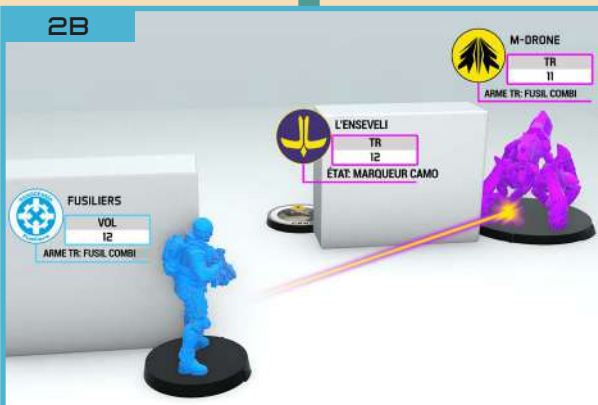 2B
M-DRONE
TR
11
ARME TR: FUSIL COMBI
L'ENSEVELI
TR
12
ÉTAT: MARQUEUR CAMO
FUSILIERS
VOL
12
ARME TR: FUSIL COMBI